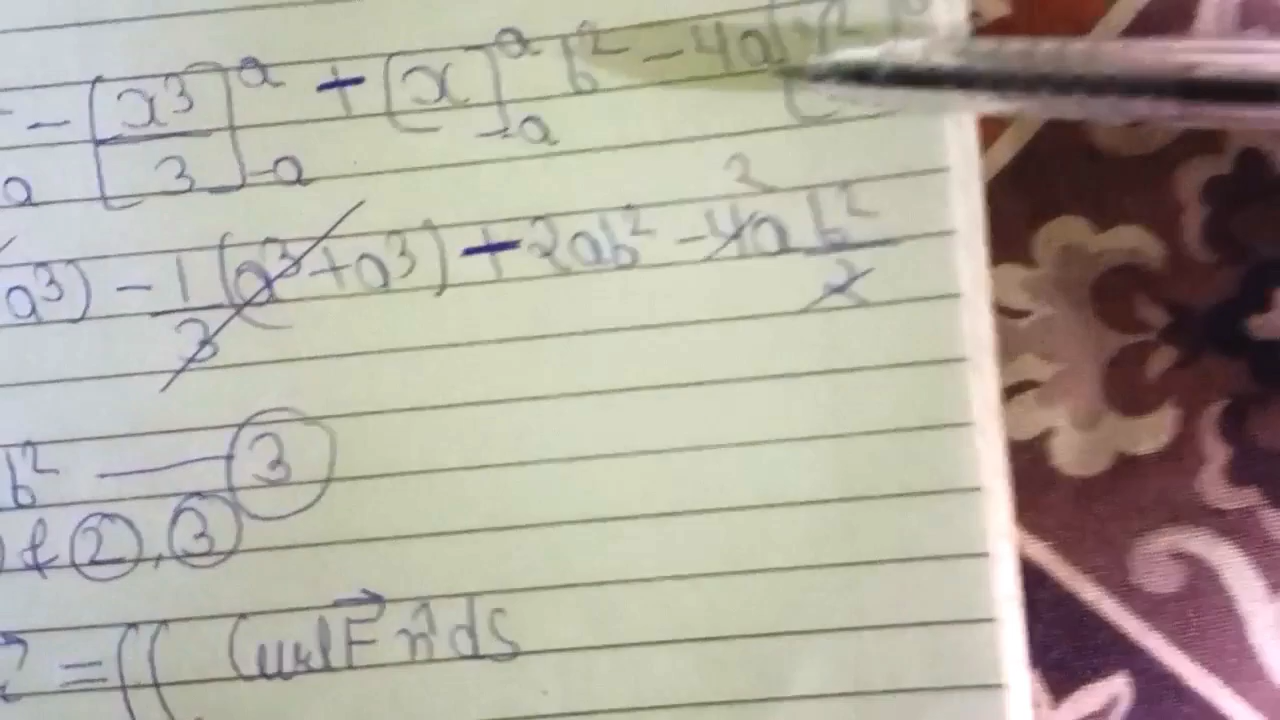 - [x³/3]ᵃ₋ₐ + [x]ᵃ₋ₐ b² - 4a
a³) - 1/3 (a³ + a³) + 2ab² - 4a b²/2 2
b² — ③
& ②, ③
= ∫∫ Curl F⃗ n̂ ds